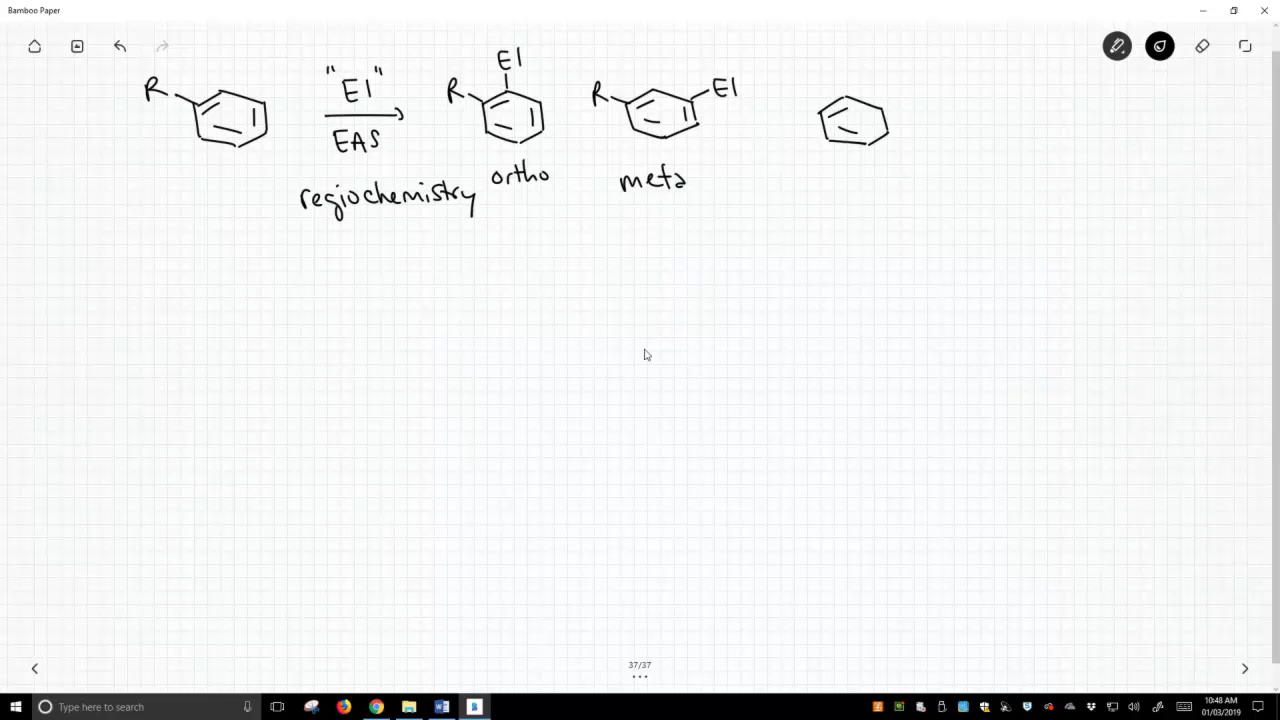 Bamboo Paper
R
"El"
EAS
R
El
R
El
regiochemistry
ortho
meta
37/37
Type here to search
10:48 AM
01/03/2019